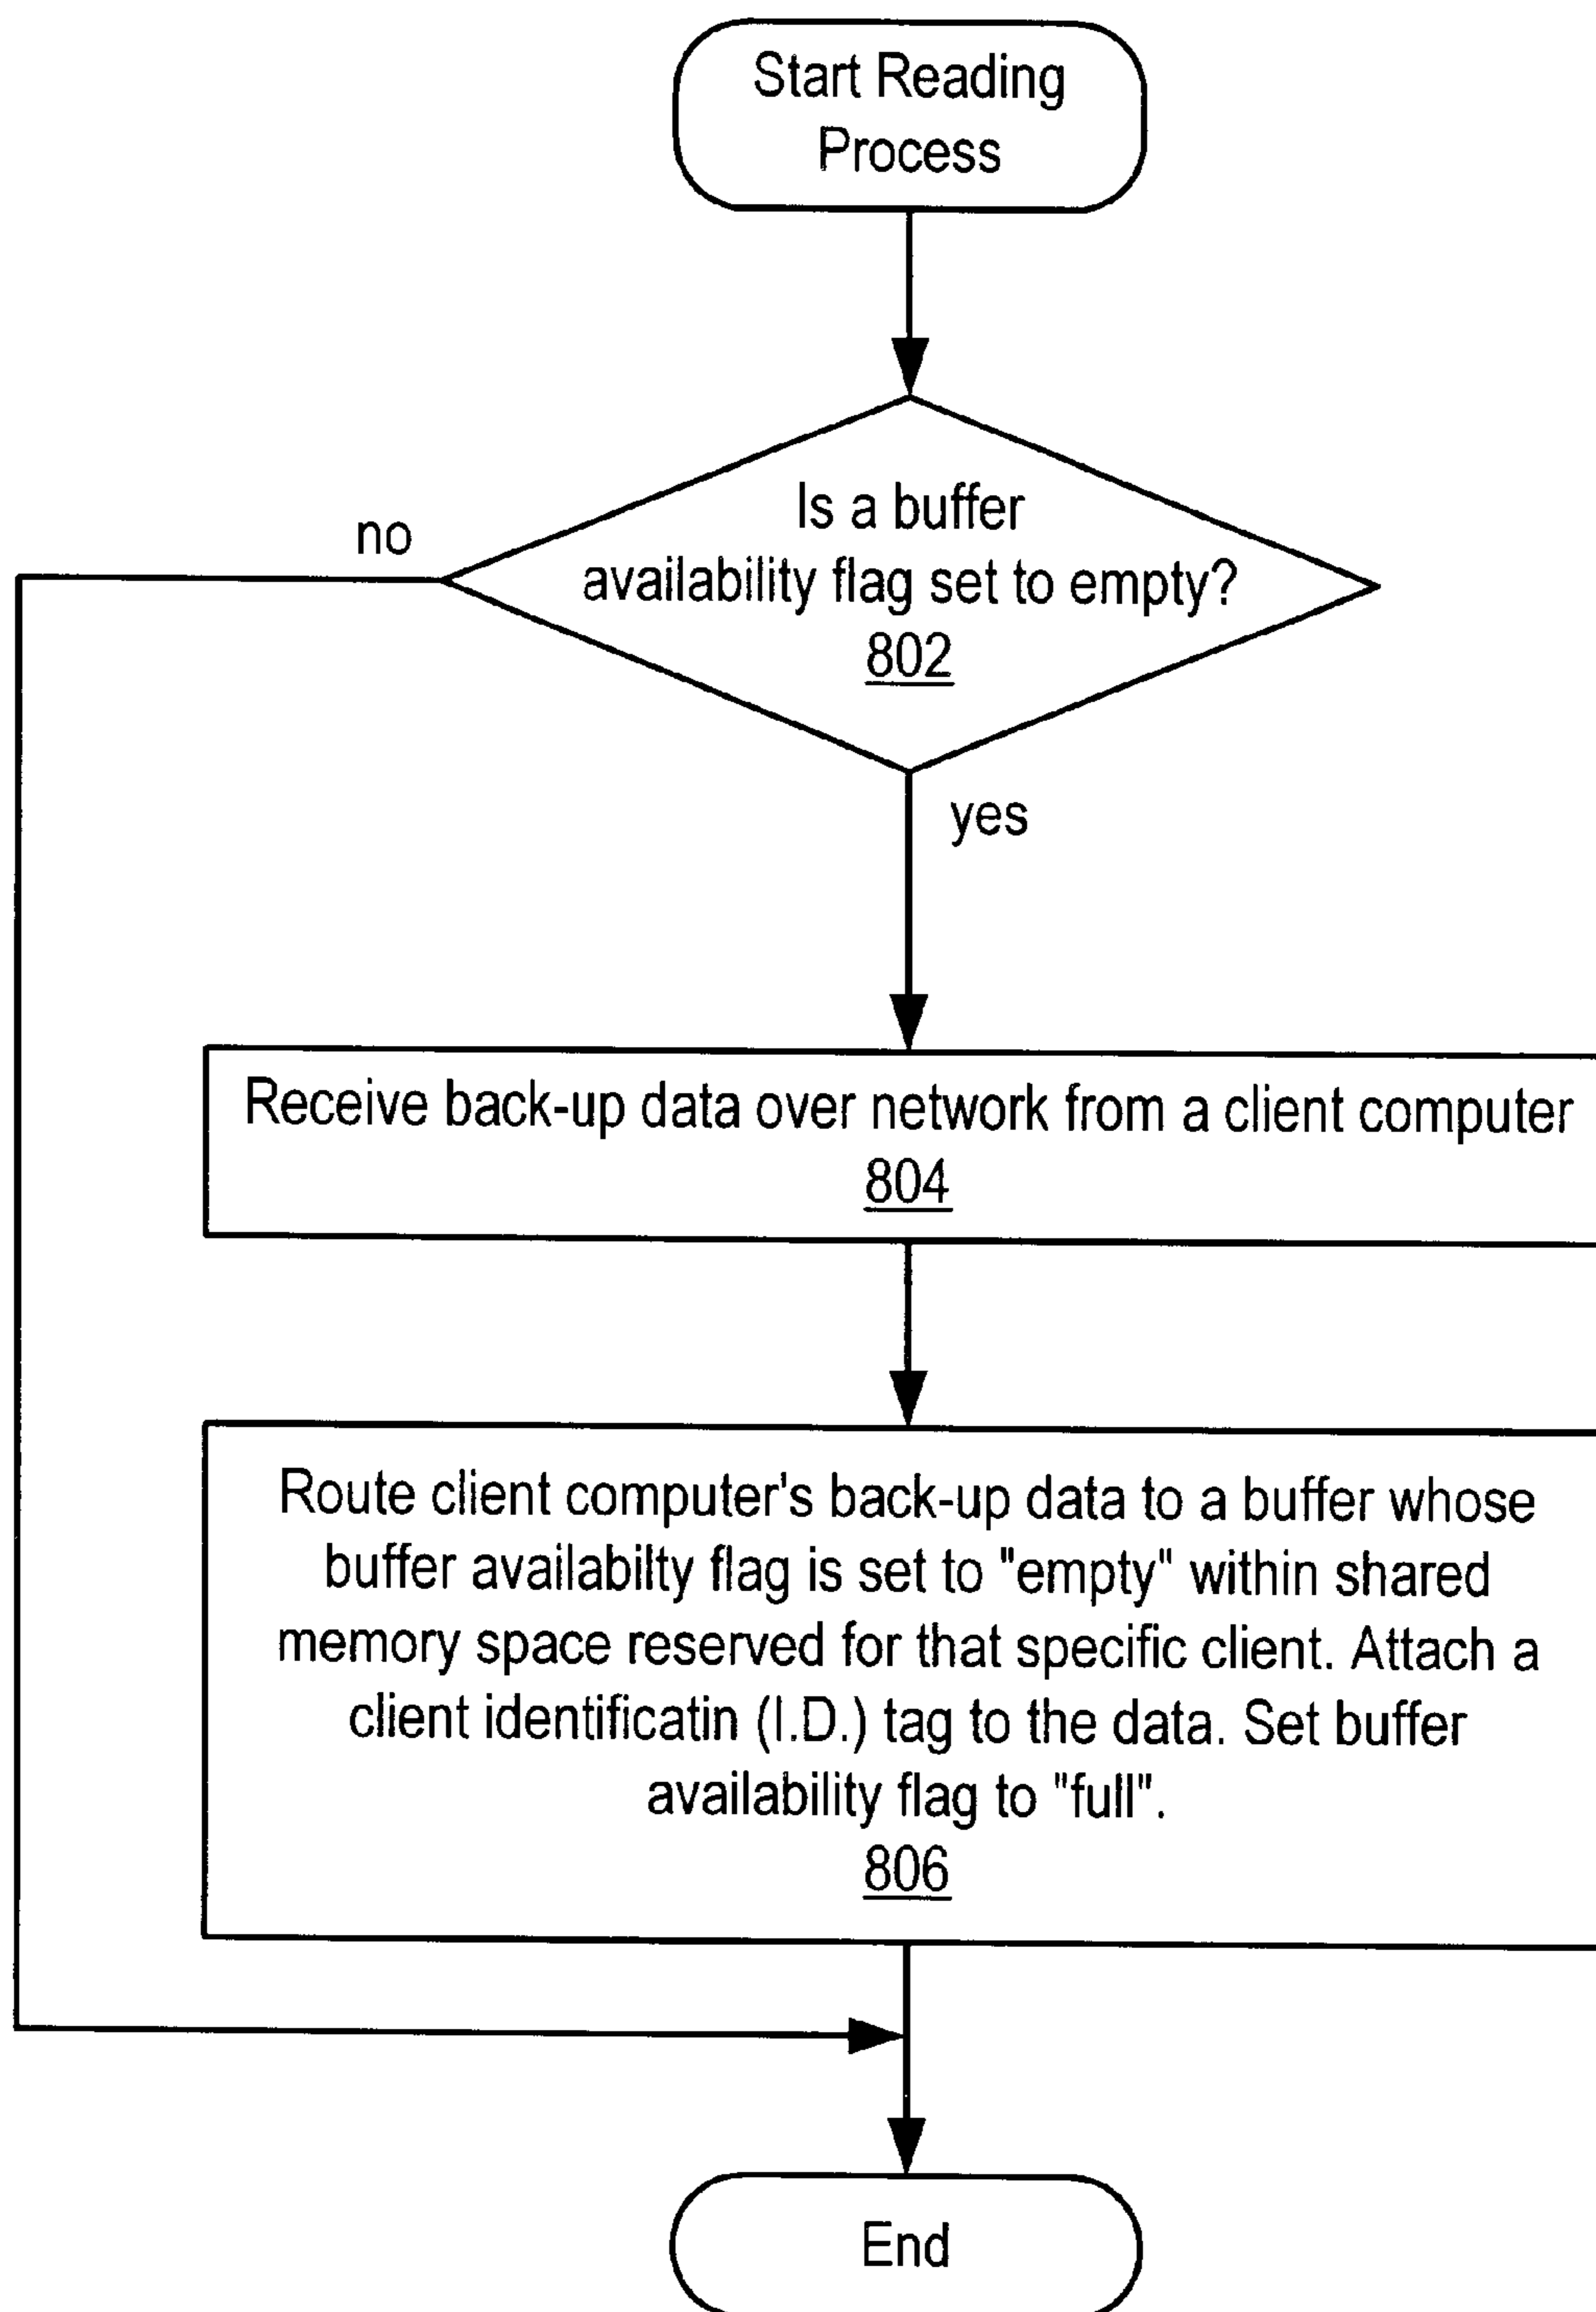 Start Reading
Process
Is a buffer
availability flag set to empty?
802
no
yes
Receive back-up data over network from a client computer
804
Route client computer's back-up data to a buffer whose
buffer availabilty flag is set to "empty" within shared
memory space reserved for that specific client. Attach a
client identificatin (I.D.) tag to the data. Set buffer
availability flag to "full".
806
End